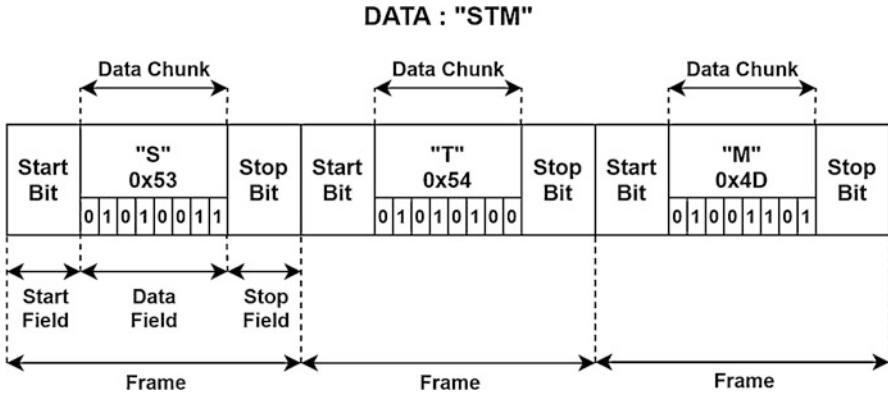 DATA : "STM"
Data Chunk Data Chunk Data Chunk
Start Bit "S" 0x53 Stop Bit Start Bit "T" 0x54 Stop Bit Start Bit "M" 0x4D Stop Bit
0 1 0 1 0 0 1 1 0 1 0 1 0 1 0 0 0 1 0 0 1 1 0 1
Start Field Data Field Stop Field
Frame Frame Frame